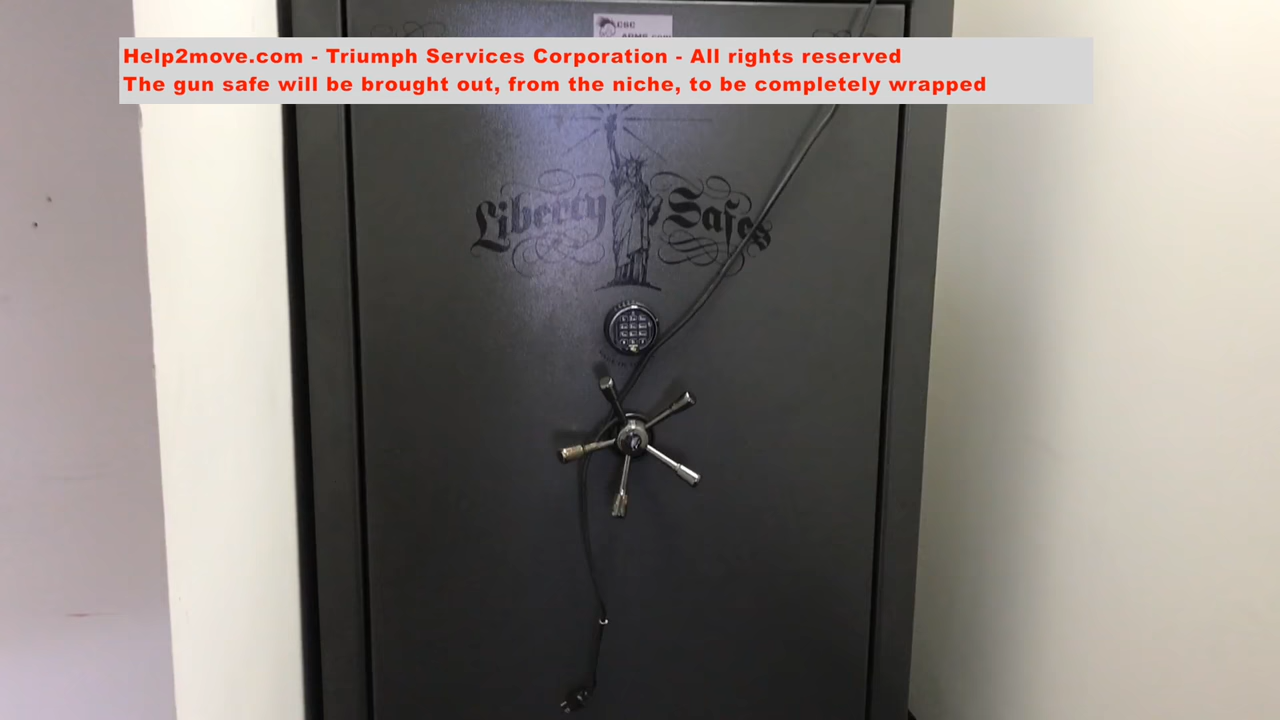 CGC
Help2move.com - Triumph Services Corporation - All rights reserved
The gun safe will be brought out, from the niche, to be completely wrapped
Liberty Safes